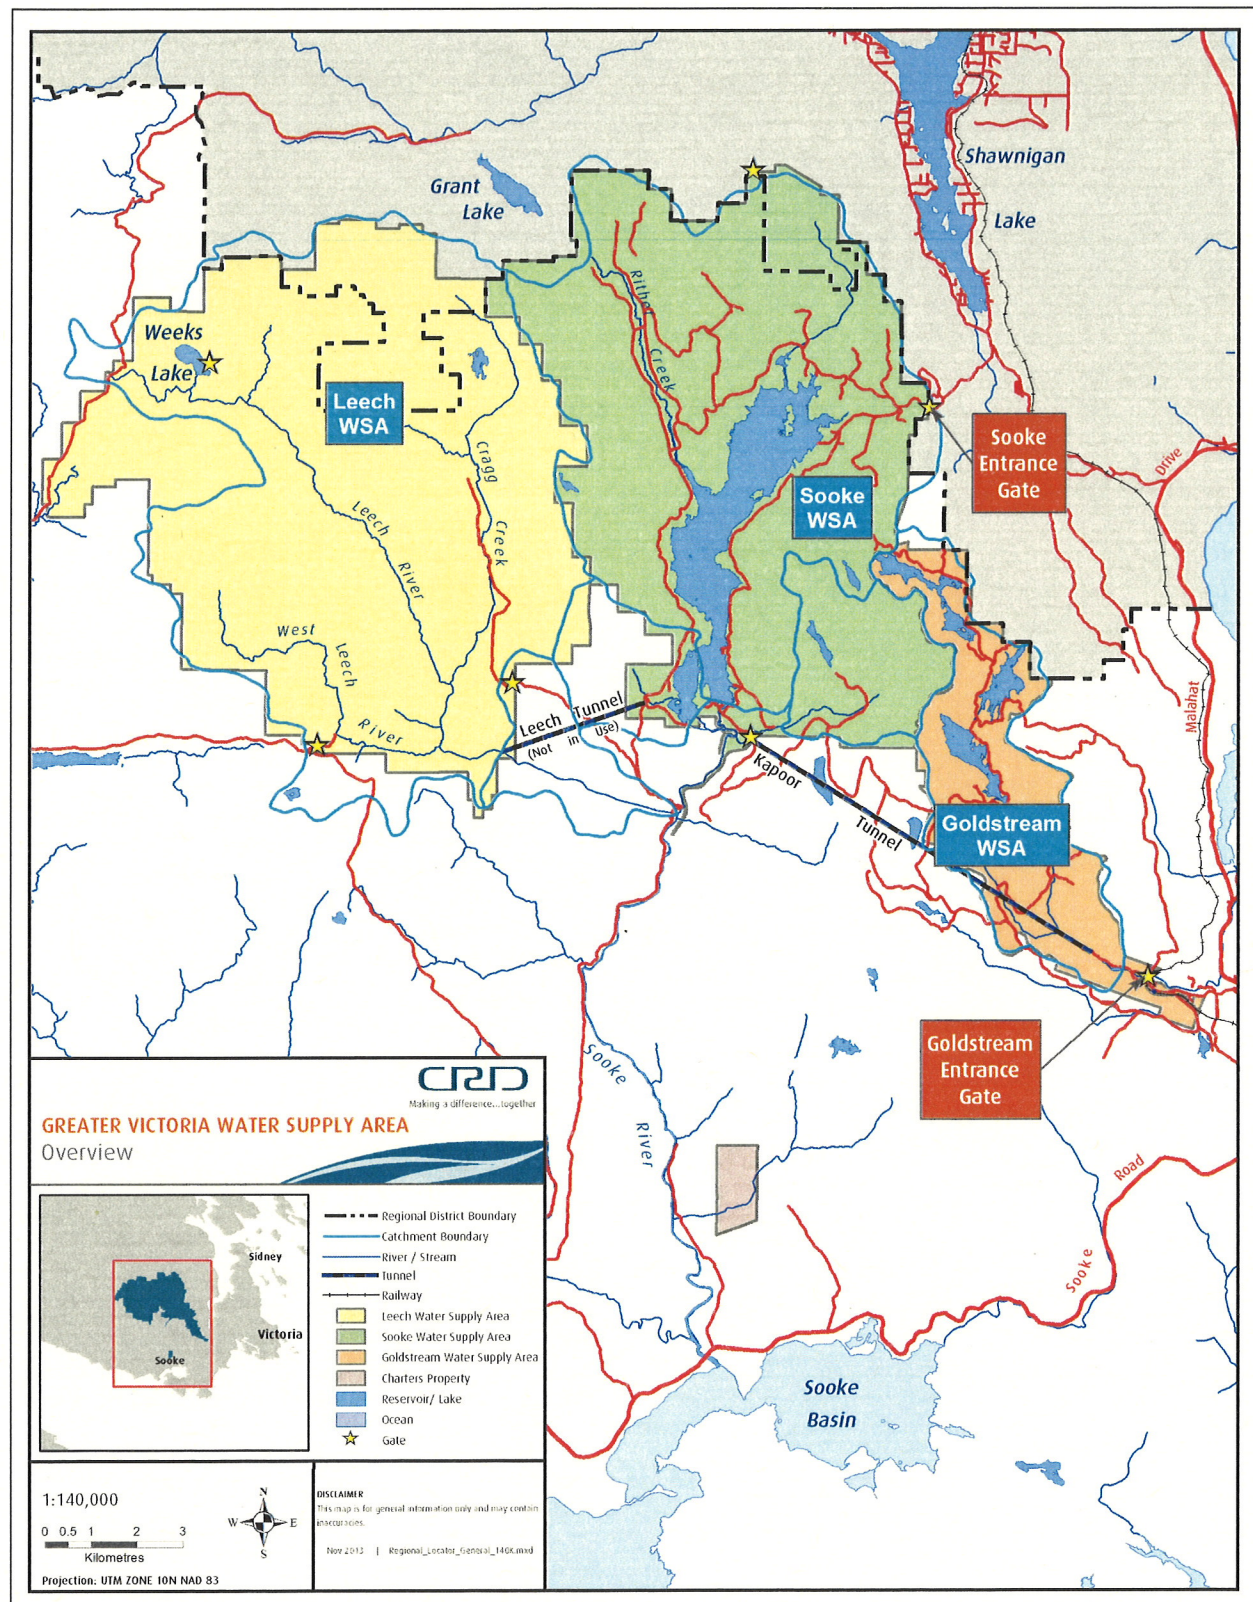 Shawnigan
Lake
Grant
Lake
Rither
Creek
Weeks
Lake
Leech
WSA
Cragg
Creek
Sooke
Entrance
Gate
Drive
Sooke
WSA
Leech
River
West
Leech
River
Malahat
Leech Tunnel
(Not in Use)
Kapoor
Tunnel
Goldstream
WSA
Goldstream
Entrance
Gate
Sooke
River
Road
Sooke
Sooke
Basin
CRD
Making a difference...together
GREATER VICTORIA WATER SUPPLY AREA
Overview
Sidney
Victoria
Sooke
Regional District Boundary
Catchment Boundary
River / Stream
Tunnel
Railway
Leech Water Supply Area
Sooke Water Supply Area
Goldstream Water Supply Area
Charters Property
Reservoir/ Lake
Ocean
Gate
1:140,000
0 0.5 1 2 3
Kilometres
Projection: UTM ZONE 10N NAD 83
N
W E
S
DISCLAIMER
This map is for general information only and may contain
inaccuracies.
Nov 2013 | Regional_Locator_General_140K.mxd